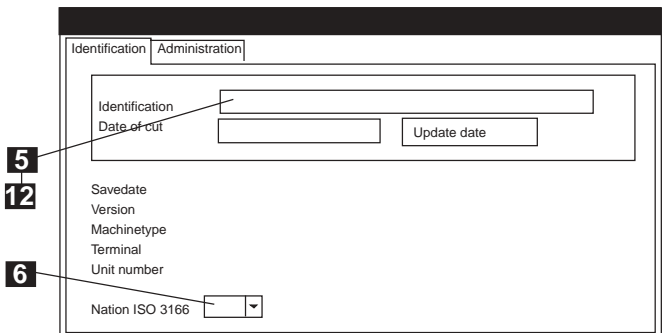 Identification Administration
Identification
Date of cut Update date
5
12
Savedate
Version
Machinetype
Terminal
Unit number
6
Nation ISO 3166